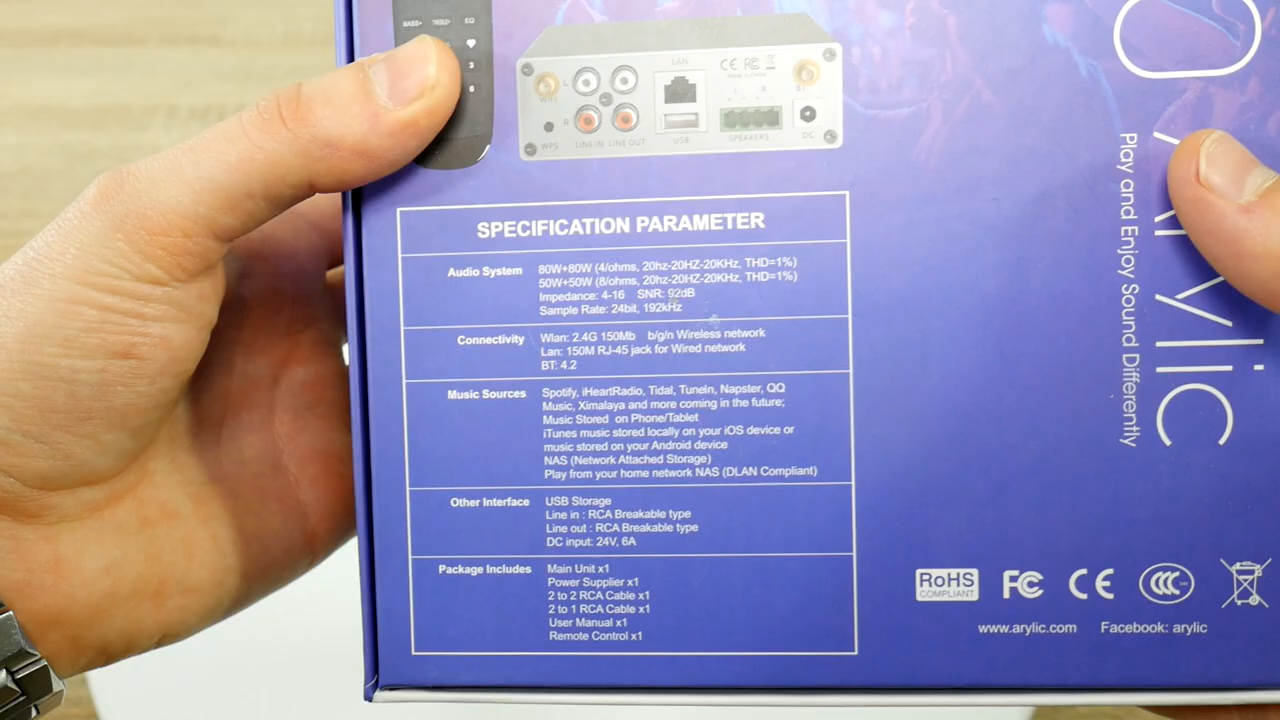 BASS+ TREB+ EQ
3
6
LAN
Made in China
WIFI
L
R
L R
BT
WPS
LINE IN LINE OUT
USB
SPEAKERS
DC
SPECIFICATION PARAMETER
Audio System
80W+80W (4/ohms, 20hz-20HZ-20KHz, THD=1%)
50W+50W (8/ohms, 20hz-20HZ-20KHz, THD=1%)
Impedance: 4-16 SNR: 92dB
Sample Rate: 24bit, 192kHz
Connectivity
Wlan: 2.4G 150Mb b/g/n Wireless network
Lan: 150M RJ-45 jack for Wired network
BT: 4.2
Music Sources
Spotify, iHeartRadio, Tidal, TuneIn, Napster, QQ
Music, Ximalaya and more coming in the future;
Music Stored on Phone/Tablet
iTunes music stored locally on your iOS device or
music stored on your Android device
NAS (Network Attached Storage)
Play from your home network NAS (DLAN Compliant)
Other Interface
USB Storage
Line in : RCA Breakable type
Line out : RCA Breakable type
DC input: 24V, 6A
Package Includes
Main Unit x1
Power Supplier x1
2 to 2 RCA Cable x1
2 to 1 RCA Cable x1
User Manual x1
Remote Control x1
Arylic
Play and Enjoy Sound Differently
RoHS
COMPLIANT
FC CE CCC
www.arylic.com Facebook: arylic